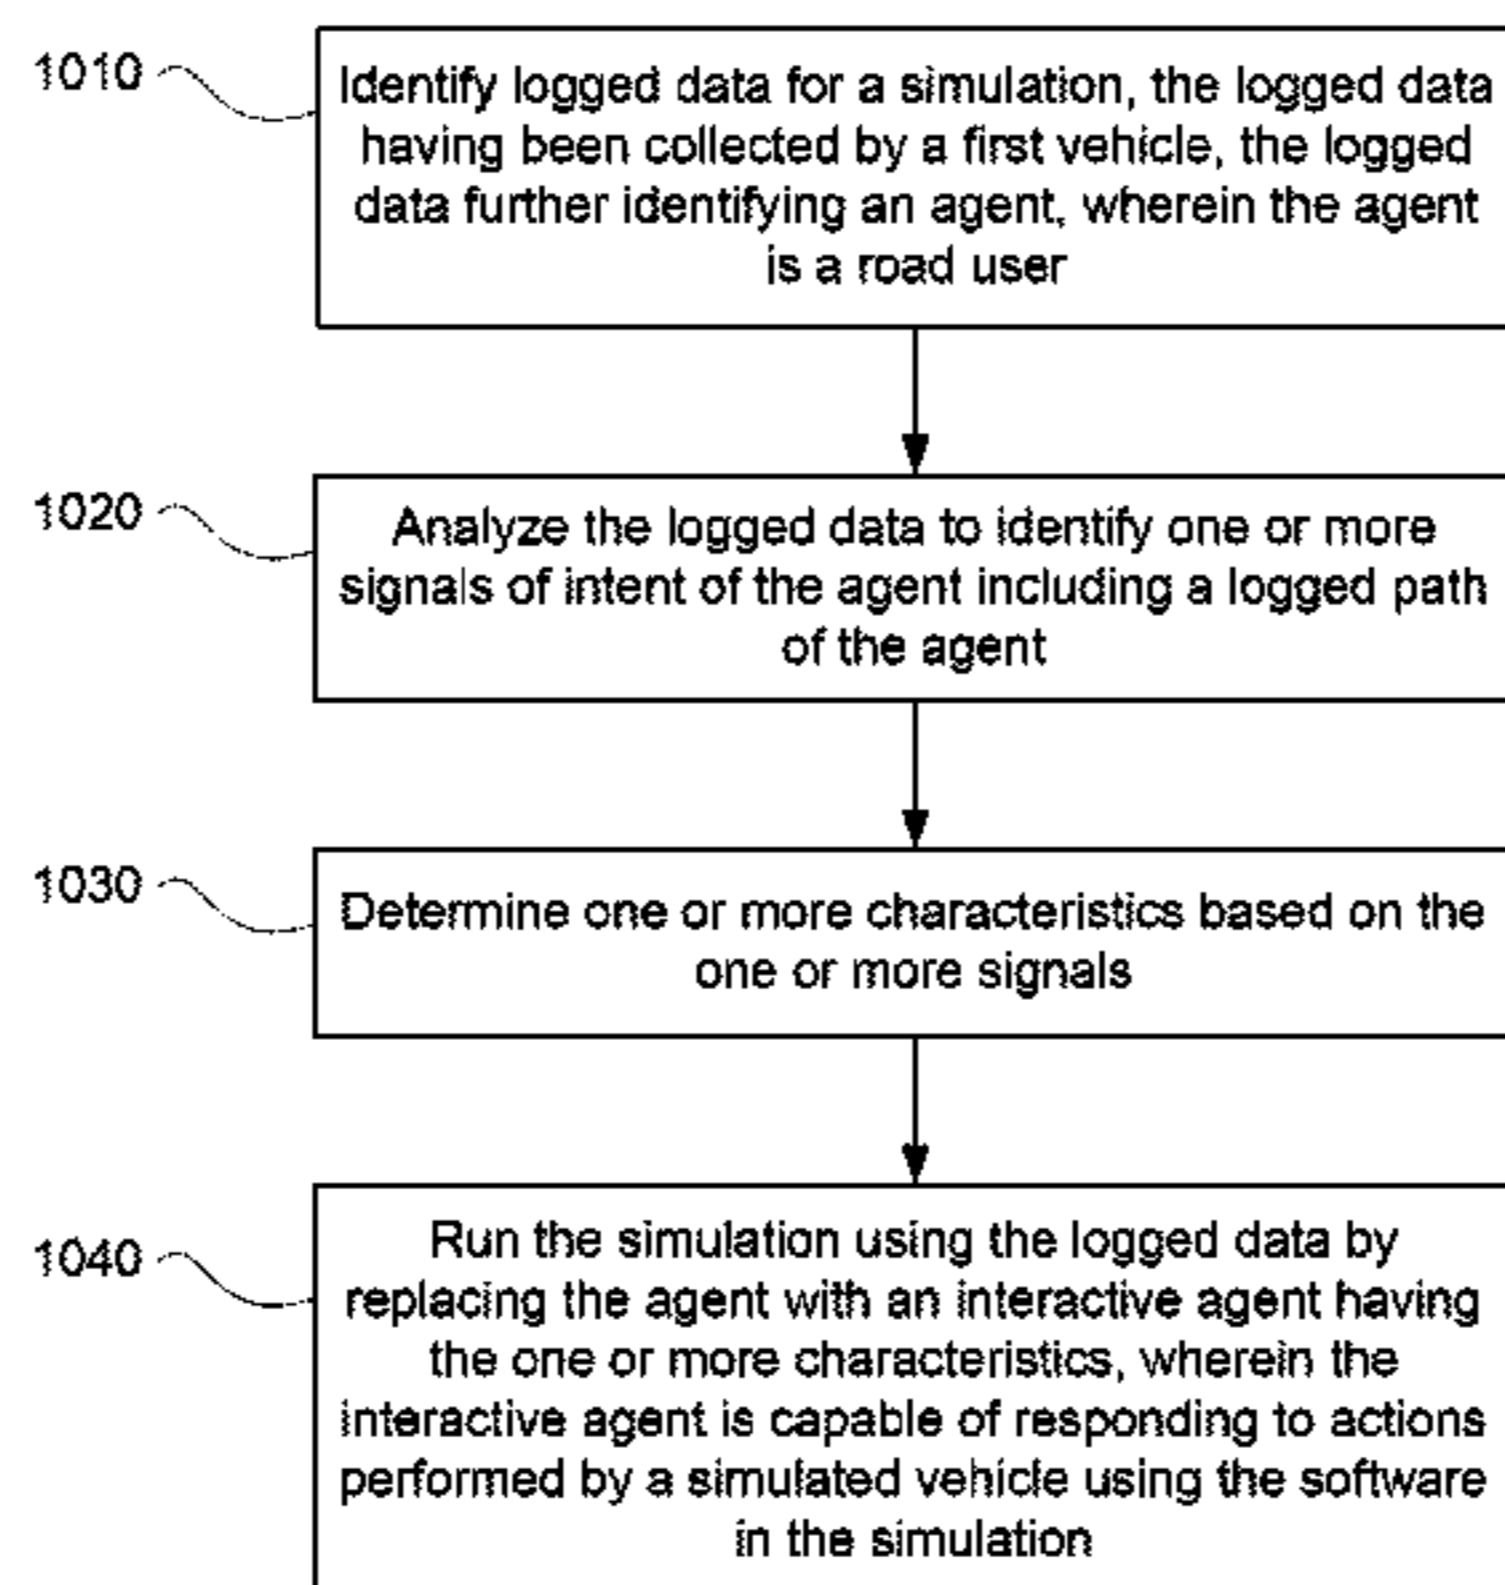 1010
Identify logged data for a simulation, the logged data
having been collected by a first vehicle, the logged
data further identifying an agent, wherein the agent
is a road user
1020
Analyze the logged data to identify one or more
signals of intent of the agent including a logged path
of the agent
1030
Determine one or more characteristics based on the
one or more signals
1040
Run the simulation using the logged data by
replacing the agent with an interactive agent having
the one or more characteristics, wherein the
interactive agent is capable of responding to actions
performed by a simulated vehicle using the software
in the simulation